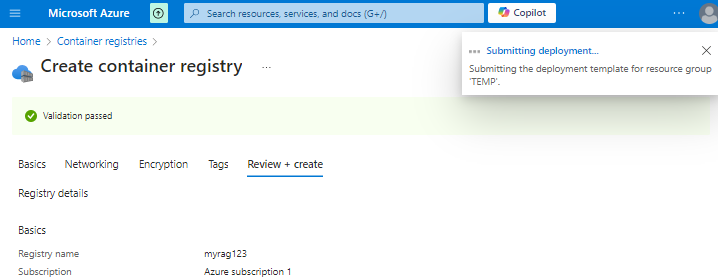 Microsoft Azure
Search resources, services, and docs (G+/)
Copilot
Home > Container registries >
Create container registry ...
Submitting deployment...
Submitting the deployment template for resource group
'TEMP'.
Validation passed
Basics Networking Encryption Tags Review + create
Registry details
Basics
Registry name myrag123
Subscription Azure subscription 1